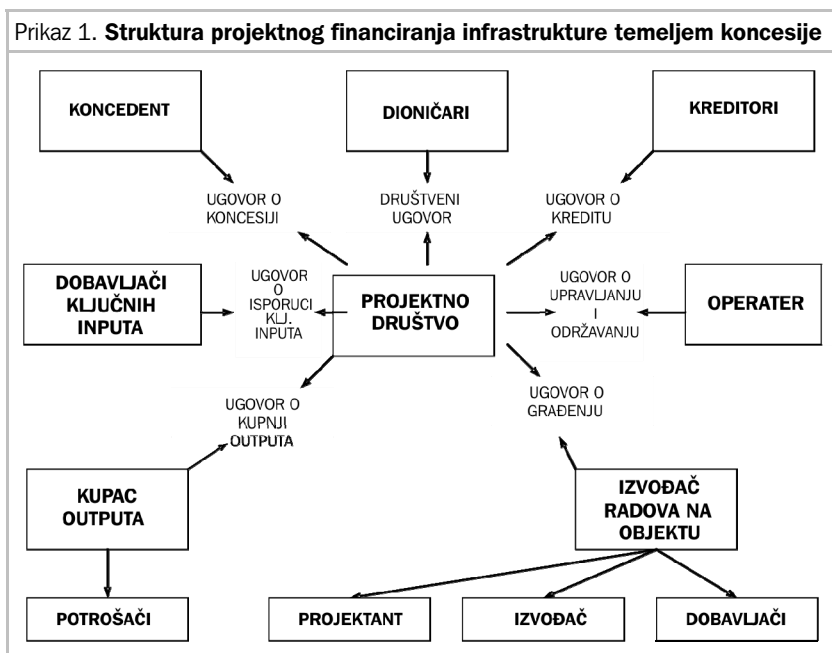 Prikaz 1. Struktura projektnog financiranja infrastrukture temeljem koncesije
KONCEDENT
DIONIČARI
KREDITORI
UGOVOR O
KONCESIJI
DRUŠTVENI
UGOVOR
UGOVOR O
KREDITU
DOBAVLJAČI
KLJUČNIH
INPUTA
UGOVOR
O
ISPORUCI
KLJ.
INPUTA
PROJEKTNO
DRUŠTVO
UGOVOR O
UPRAVLJANJU
I
ODRŽAVANJU
OPERATER
UGOVOR O
KUPNJI
OUTPUTA
UGOVOR O
GRAĐENJU
KUPAC
OUTPUTA
IZVOĐAČ
RADOVA NA
OBJEKTU
POTROŠAČI
PROJEKTANT
IZVOĐAČ
DOBAVLJAČI